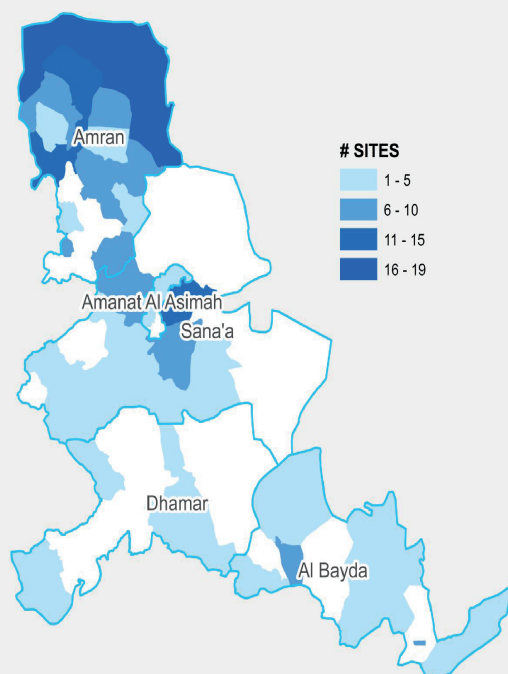 Amran
# SITES
1 - 5
6 - 10
11 - 15
16 - 19
Amanat Al Asimah
Sana'a
Dhamar
Al Bayda